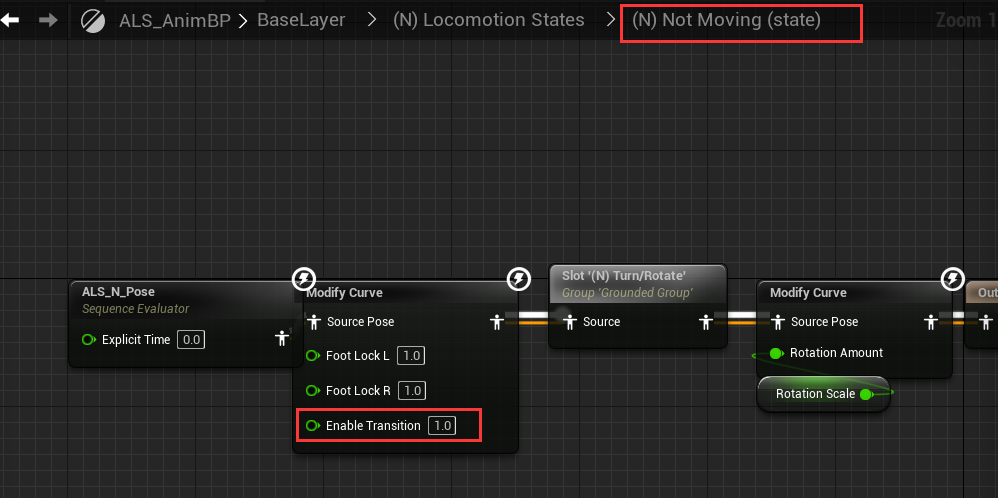 ALS_AnimBP > BaseLayer > (N) Locomotion States > (N) Not Moving (state)
Zoom 1
ALS_N_Pose
Sequence Evaluator
Explicit Time 0.0
Modify Curve
Source Pose
Foot Lock L 1.0
Foot Lock R 1.0
Enable Transition 1.0
Slot '(N) Turn/Rotate'
Group 'Grounded Group'
Source
Modify Curve
Source Pose
Rotation Amount
Rotation Scale
Out